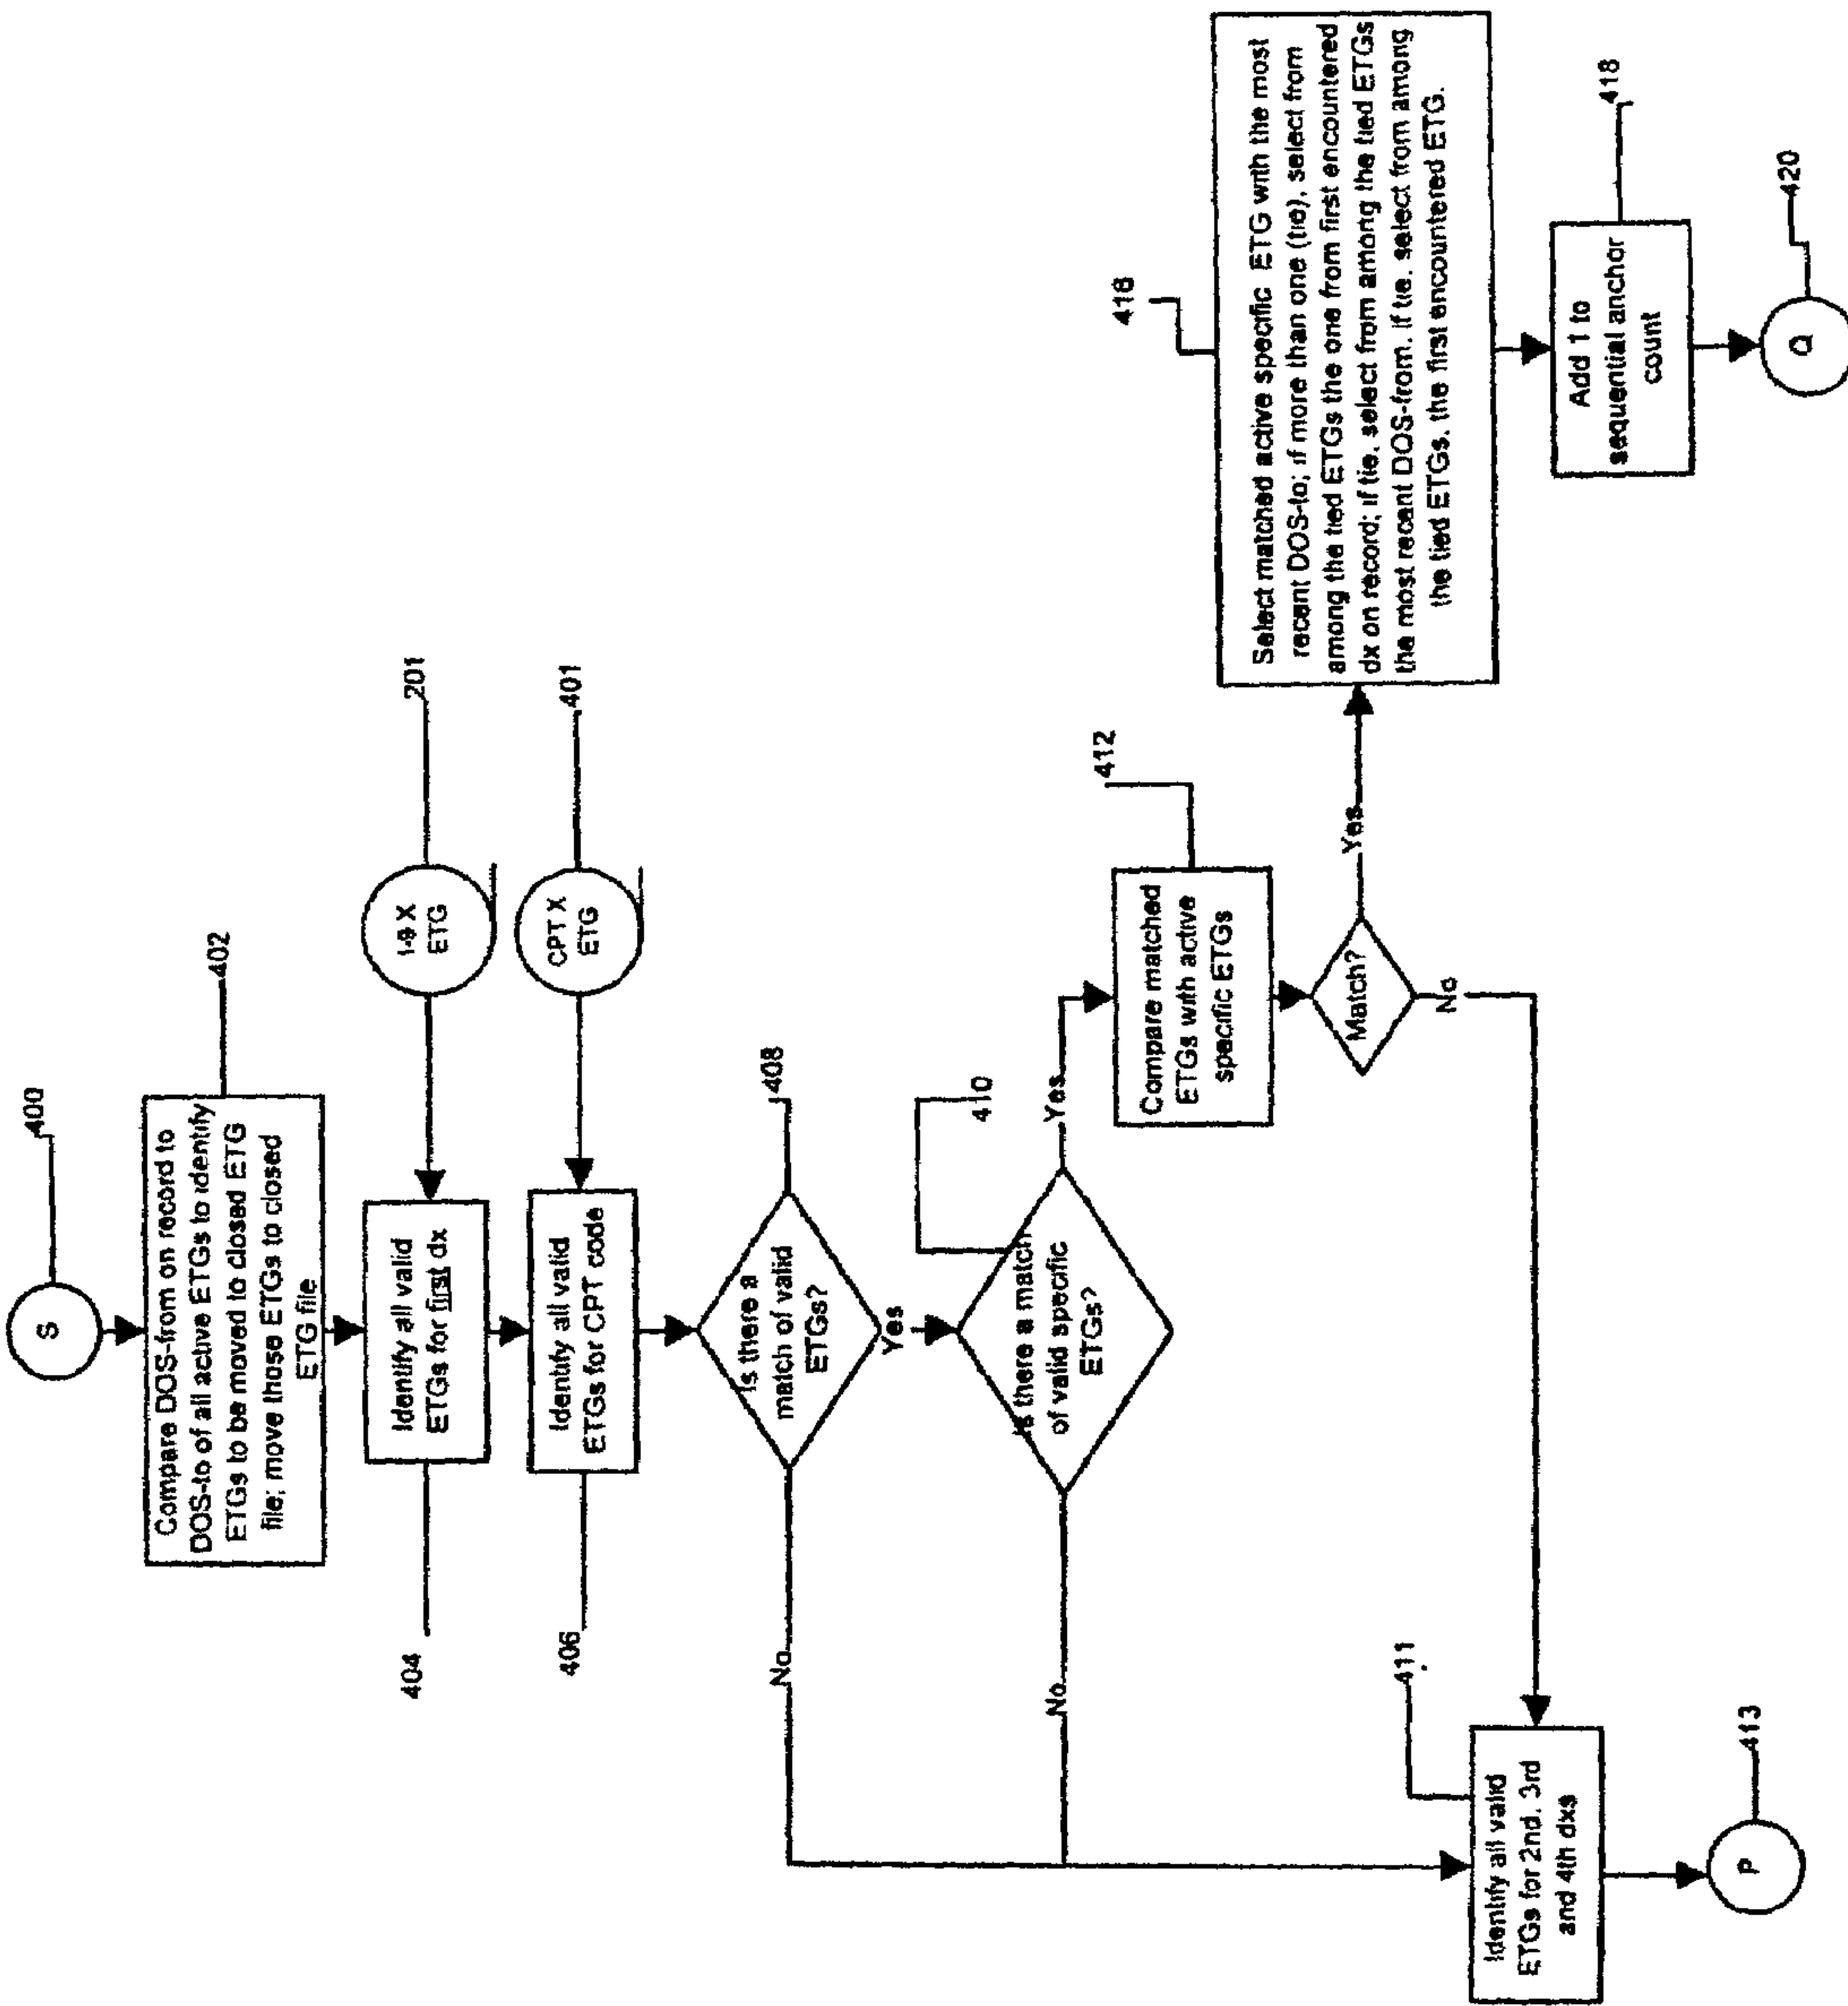 400
S
402
Compare DOS-from on record to
DOS-to of all active ETGs to identify
ETGs to be moved to closed ETG
file; move those ETGs to closed
ETG file
201
I-9 X
ETG
404
Identify all valid
ETGs for first dx
401
CPT X
ETG
406
Identify all valid
ETGs for CPT code
408
Is there a
match of valid
ETGs?
No
Yes
410
Is there a match
of valid specific
ETGs?
No
Yes
412
Compare matched
ETGs with active
specific ETGs
Match?
Yes
No
416
Select matched active specific ETG with the most
recent DOS-to; if more than one (tie), select from
among the tied ETGs the one from first encountered
dx on record; if tie, select from among the tied ETGs
the most recent DOS-from. If tie, select from among
the tied ETGs, the first encountered ETG.
418
Add 1 to
sequential anchor
count
420
Q
411
Identify all valid
ETGs for 2nd, 3rd
and 4th dxs
413
P